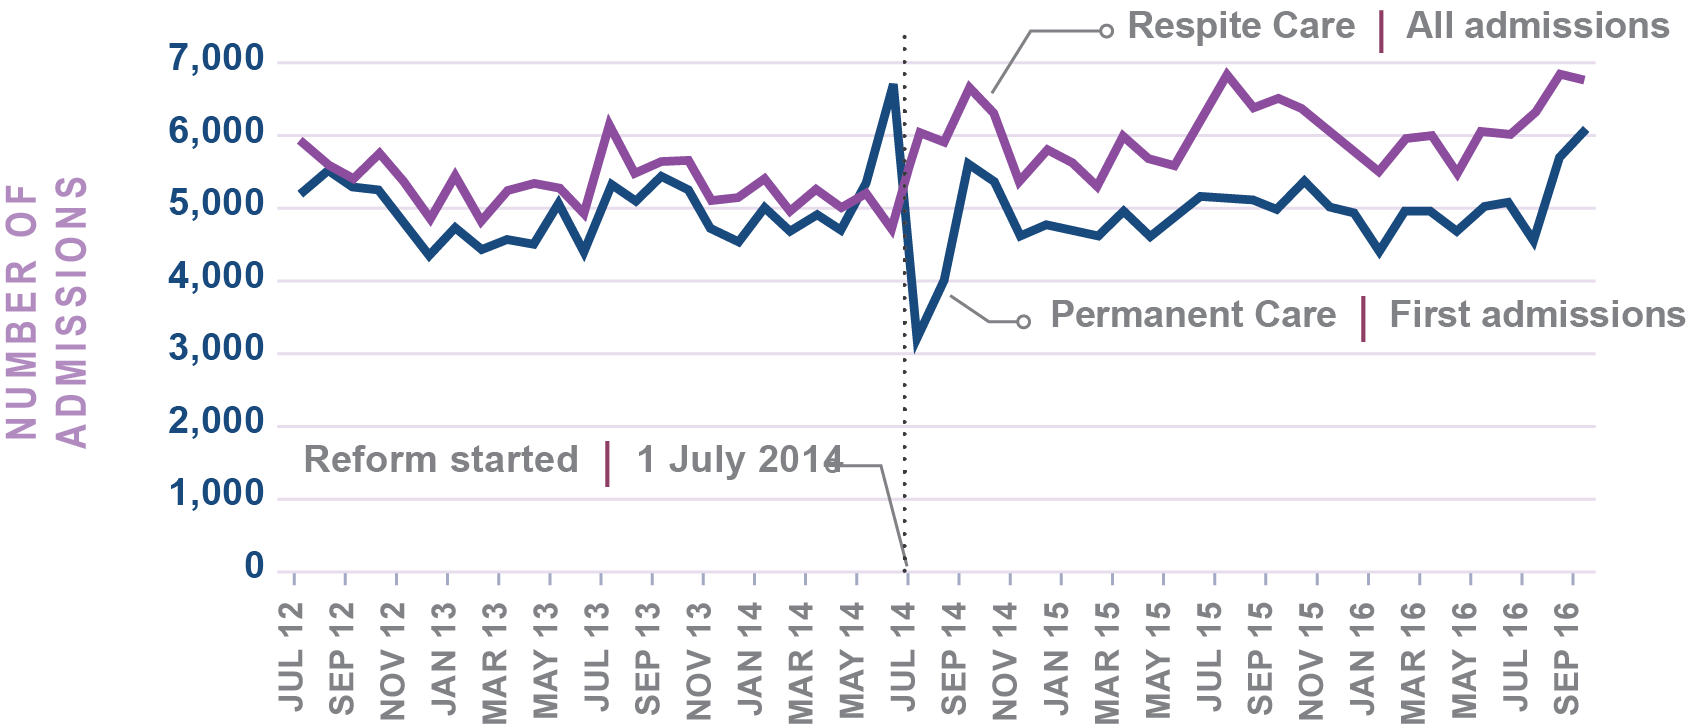 Respite Care | All admissions
7,000
6,000
5,000
4,000
3,000
2,000
1,000
0
NUMBER OF
ADMISSIONS
Permanent Care | First admissions
Reform started | 1 July 2014
JUL 12
SEP 12
NOV 12
JAN 13
MAR 13
MAY 13
JUL 13
SEP 13
NOV 13
JAN 14
MAR 14
MAY 14
JUL 14
SEP 14
NOV 14
JAN 15
MAR 15
MAY 15
JUL 15
SEP 15
NOV 15
JAN 16
MAR 16
MAY 16
JUL 16
SEP 16